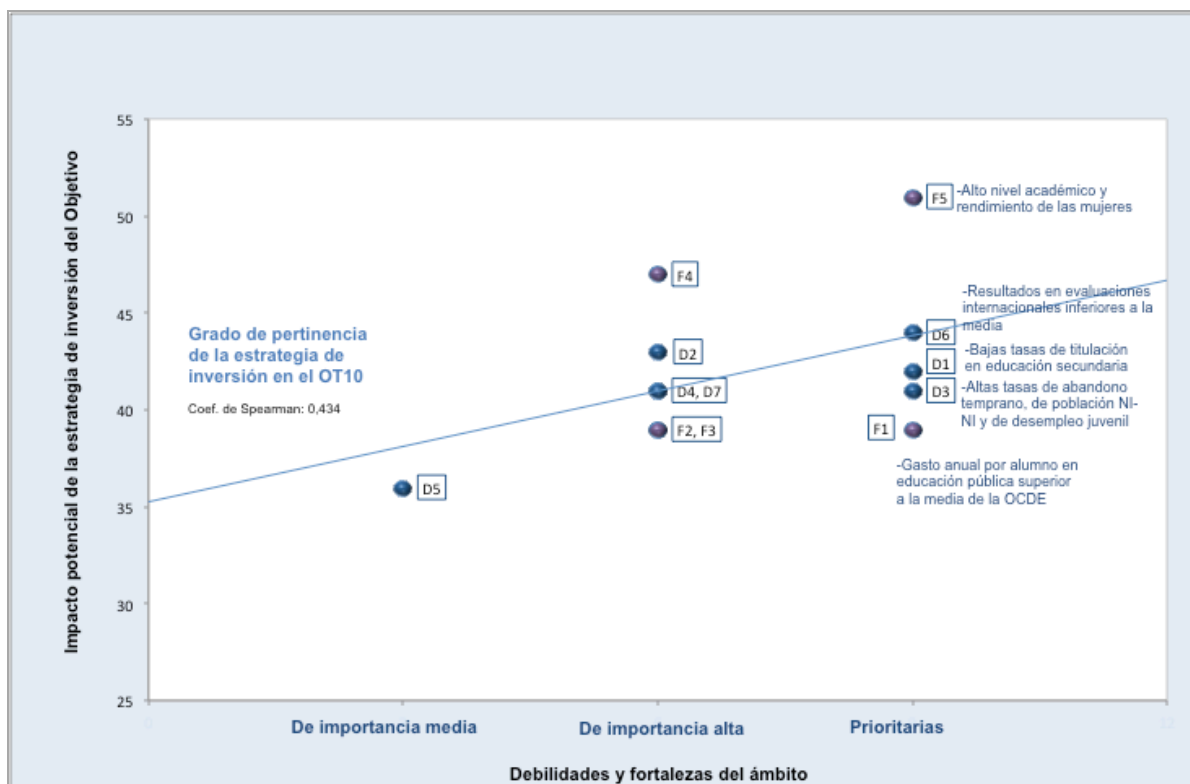 Impacto potencial de la estrategia de inversión del Objetivo
55
50
45
40
35
30
25
Grado de pertinencia
de la estrategia de
inversión en el OT10
Coef. de Spearman: 0,434
F5
-Alto nivel académico y
rendimiento de las mujeres
F4
-Resultados en evaluaciones
internacionales inferiores a la
media
D6
D2
D1
-Bajas tasas de titulación
en educación secundaria
D4, D7
D3
-Altas tasas de abandono
temprano, de población NI-
NI y de desempleo juvenil
F2, F3
F1
-Gasto anual por alumno en
educación pública superior
a la media de la OCDE
D5
0
De importancia media
De importancia alta
Prioritarias
12
Debilidades y fortalezas del ámbito